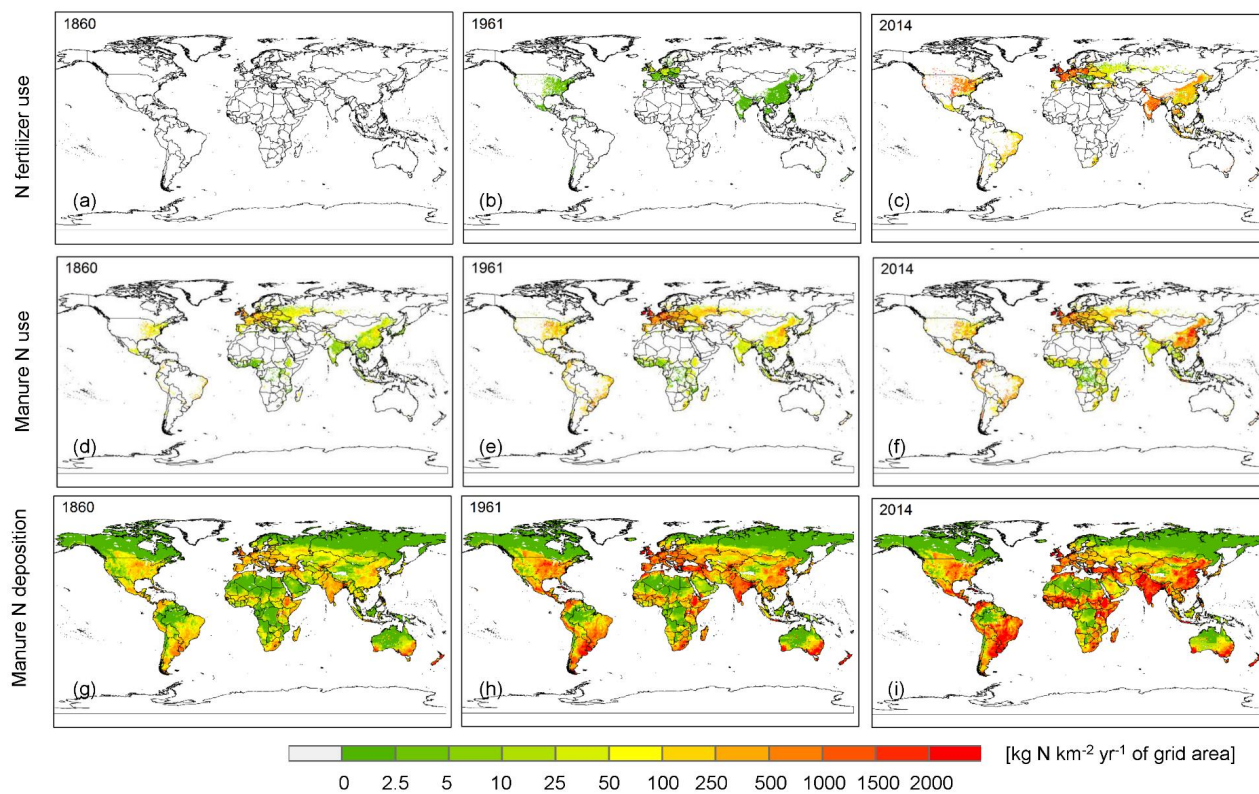 1860
1961
2014
N fertilizer use
(a)
(b)
(c)
1860
1961
2014
Manure N use
(d)
(e)
(f)
1860
1961
2014
Manure N deposition
(g)
(h)
(i)
[kg N km⁻² yr⁻¹ of grid area]
0 2.5 5 10 25 50 100 250 500 1000 1500 2000